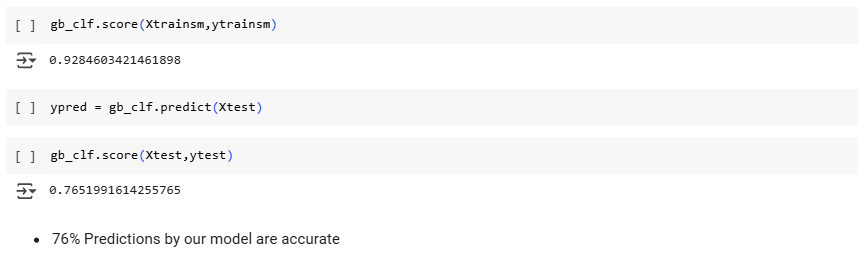 [ ] gb_clf.score(Xtrainsm,ytrainsm)
0.9284603421461898
[ ] ypred = gb_clf.predict(Xtest)
[ ] gb_clf.score(Xtest,ytest)
0.7651991614255765
• 76% Predictions by our model are accurate